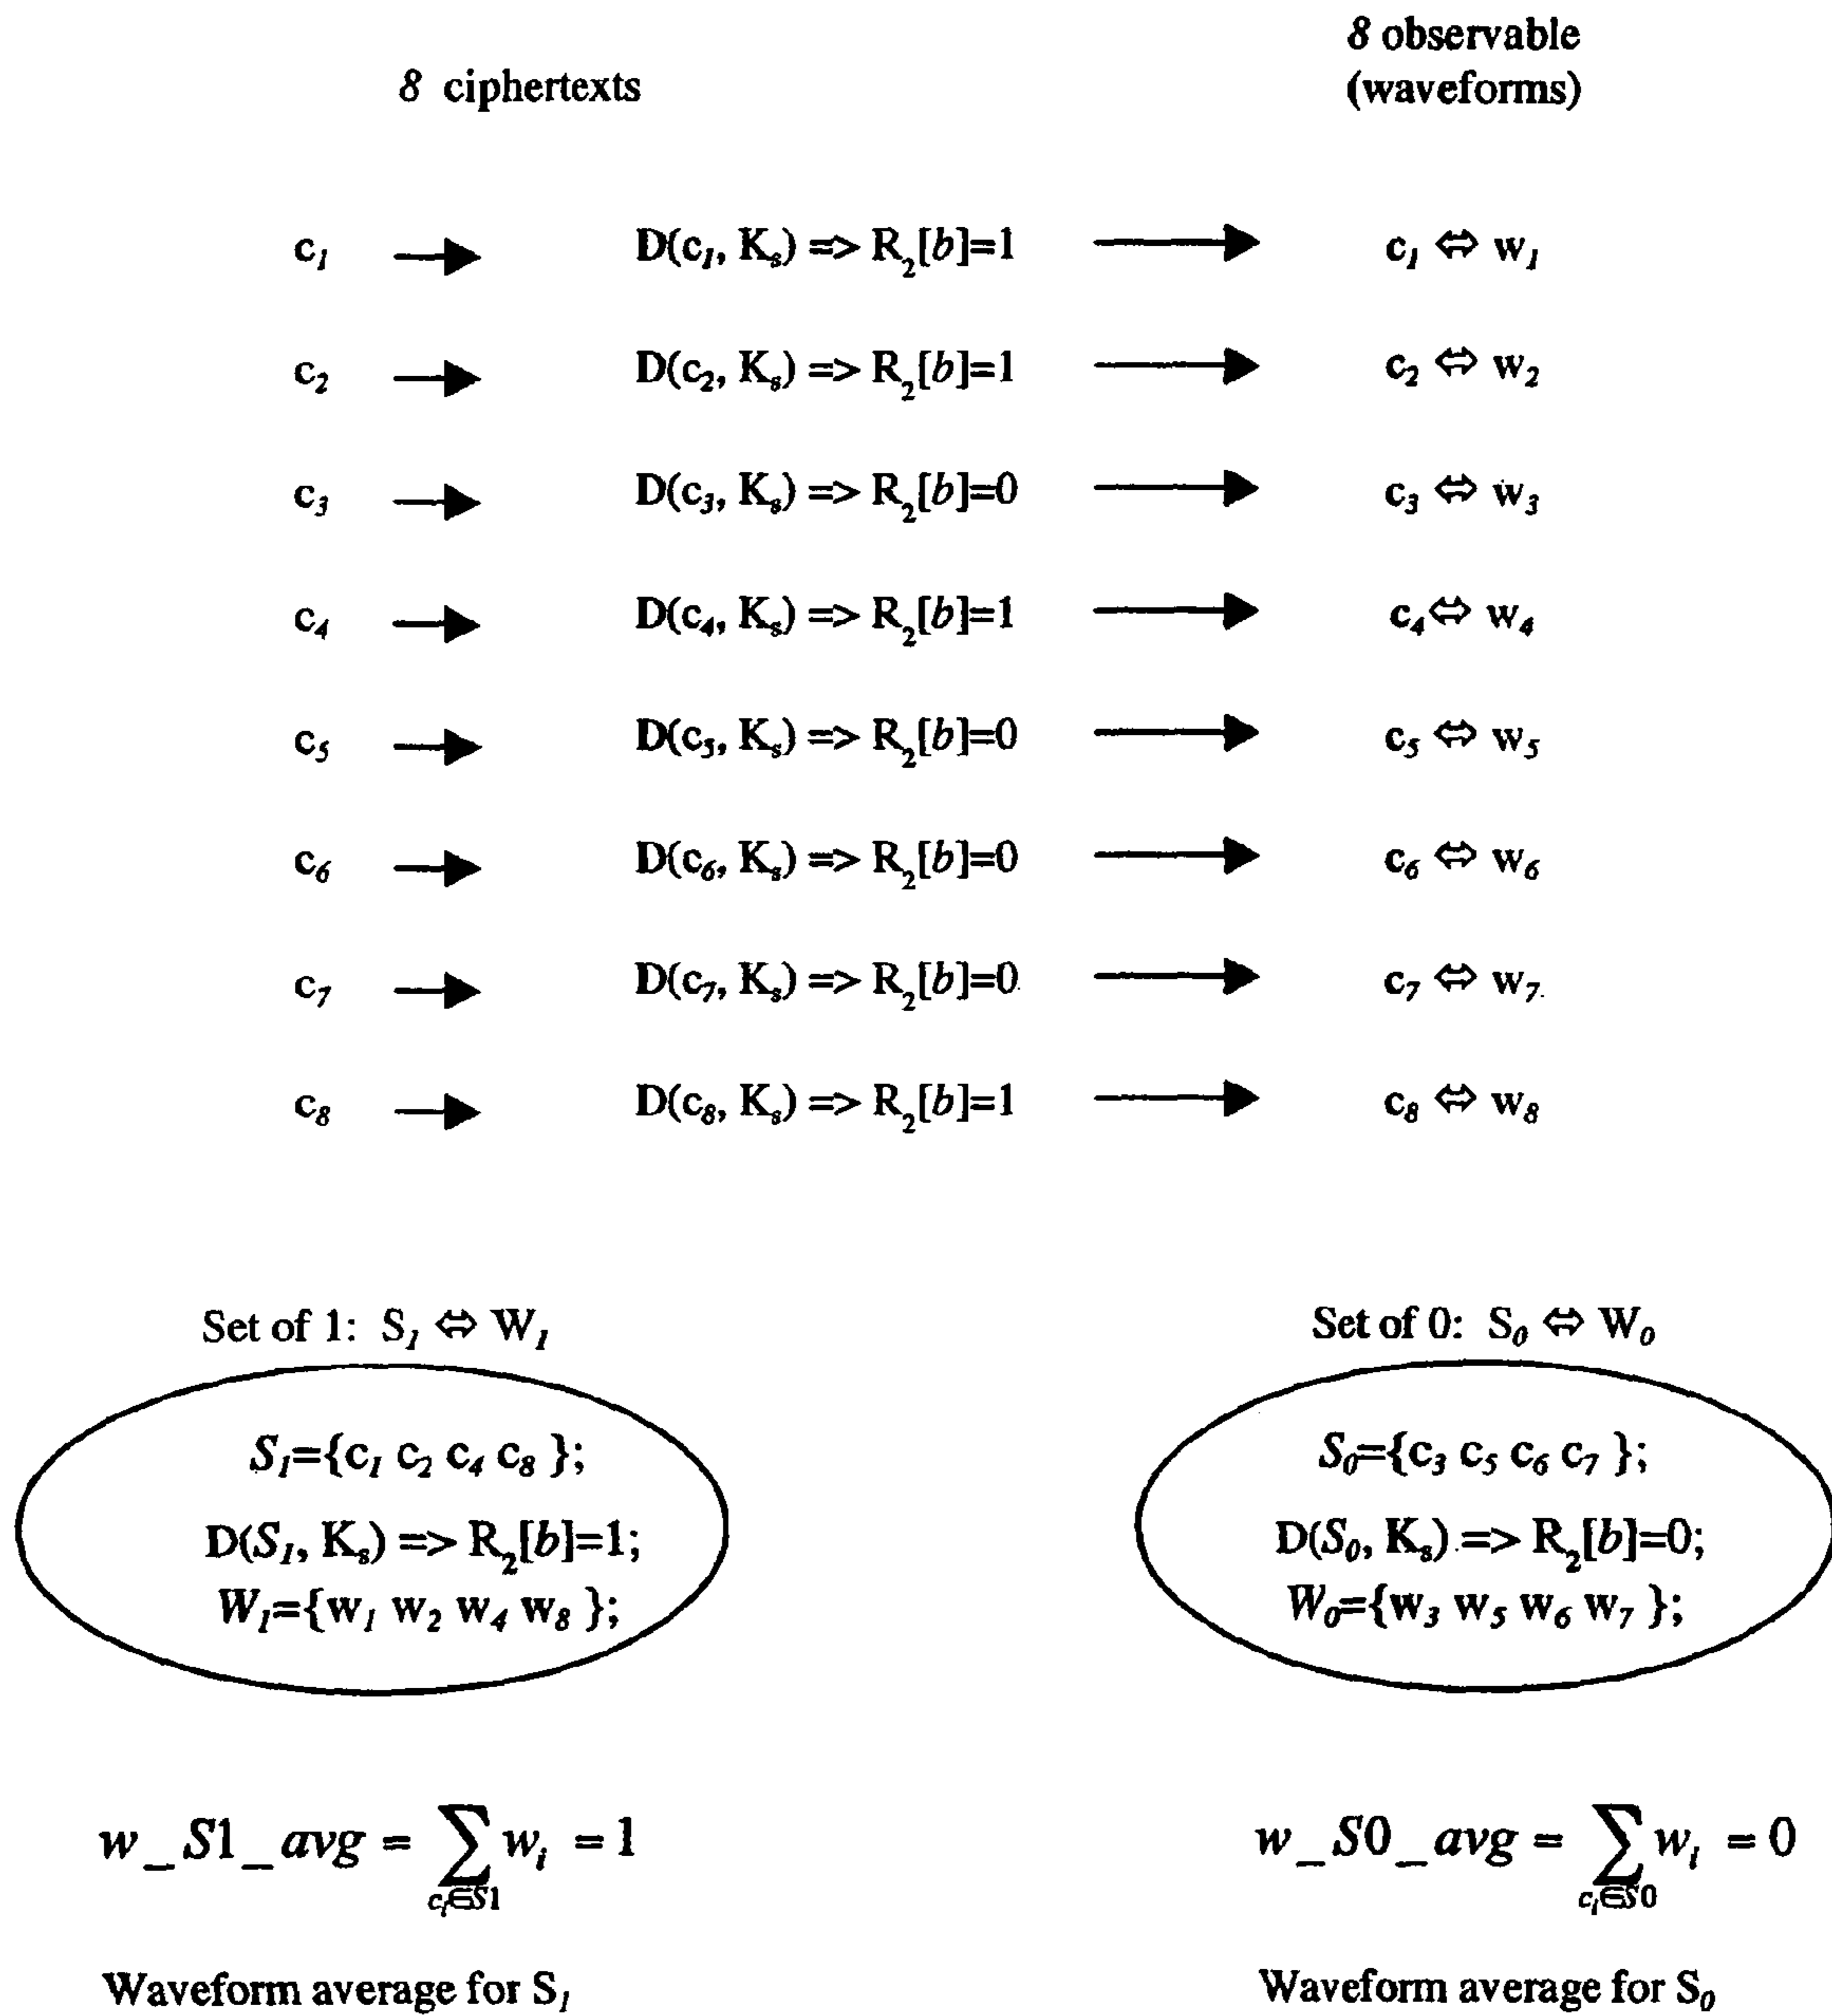 8 ciphertexts
8 observable
(waveforms)
c₁ → D(c₁, Kₛ) => R₂[b]=1 → c₁ ⇔ w₁
c₂ → D(c₂, Kₛ) => R₂[b]=1 → c₂ ⇔ w₂
c₃ → D(c₃, Kₛ) => R₂[b]=0 → c₃ ⇔ w₃
c₄ → D(c₄, Kₛ) => R₂[b]=1 → c₄ ⇔ w₄
c₅ → D(c₅, Kₛ) => R₂[b]=0 → c₅ ⇔ w₅
c₆ → D(c₆, Kₛ) => R₂[b]=0 → c₆ ⇔ w₆
c₇ → D(c₇, Kₛ) => R₂[b]=0 → c₇ ⇔ w₇
c₈ → D(c₈, Kₛ) => R₂[b]=1 → c₈ ⇔ w₈
Set of 1: S₁ ⇔ W₁
S₁={c₁ c₂ c₄ c₈ };
D(S₁, Kₛ) => R₂[b]=1;
W₁={w₁ w₂ w₄ w₈ };
w_S1_avg = ∑ wᵢ = 1
cᵢ∈S1
Waveform average for S₁
Set of 0: S₀ ⇔ W₀
S₀={c₃ c₅ c₆ c₇ };
D(S₀, Kₛ) => R₂[b]=0;
W₀={w₃ w₅ w₆ w₇ };
w_S0_avg = ∑ wᵢ = 0
cᵢ∈S0
Waveform average for S₀